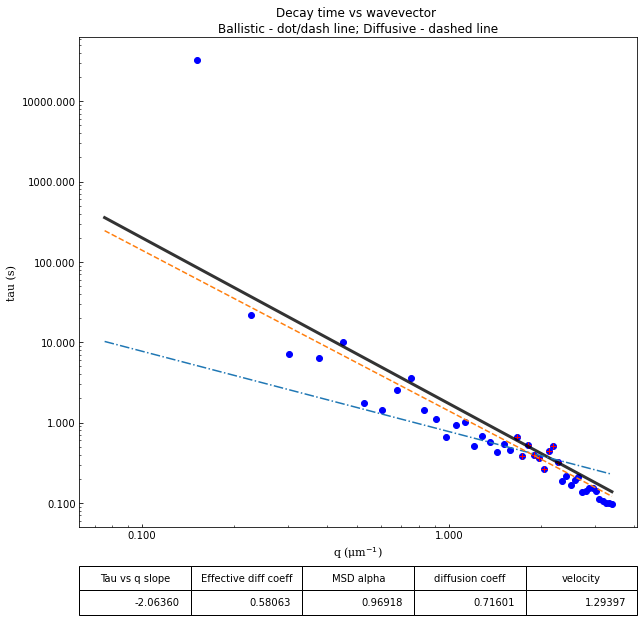 Decay time vs wavevector
Ballistic - dot/dash line; Diffusive - dashed line
10000.000
1000.000
100.000
10.000
1.000
0.100
tau (s)
0.100 1.000
q (μm⁻¹)
Tau vs q slope Effective diff coeff MSD alpha diffusion coeff velocity
-2.06360 0.58063 0.96918 0.71601 1.29397